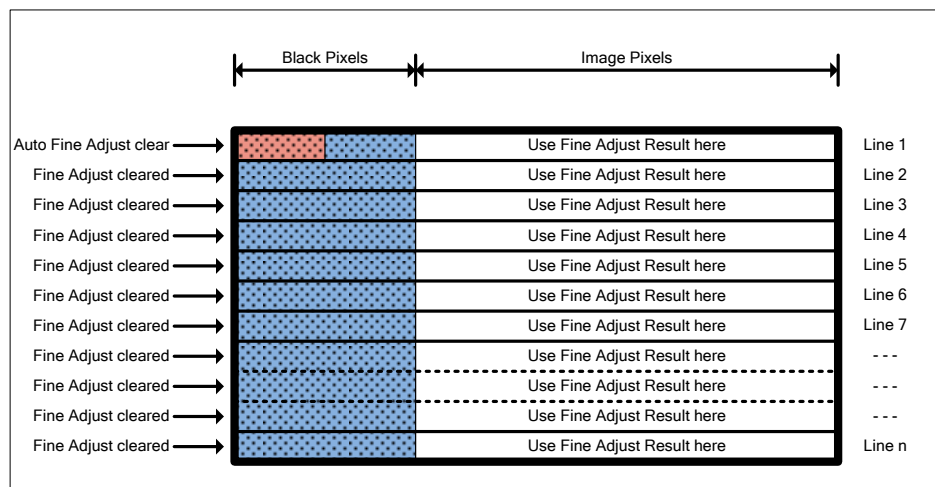 Black Pixels Image Pixels
Auto Fine Adjust clear Use Fine Adjust Result here Line 1
Fine Adjust cleared Use Fine Adjust Result here Line 2
Fine Adjust cleared Use Fine Adjust Result here Line 3
Fine Adjust cleared Use Fine Adjust Result here Line 4
Fine Adjust cleared Use Fine Adjust Result here Line 5
Fine Adjust cleared Use Fine Adjust Result here Line 6
Fine Adjust cleared Use Fine Adjust Result here Line 7
Fine Adjust cleared Use Fine Adjust Result here - - -
Fine Adjust cleared Use Fine Adjust Result here - - -
Fine Adjust cleared Use Fine Adjust Result here - - -
Fine Adjust cleared Use Fine Adjust Result here Line n